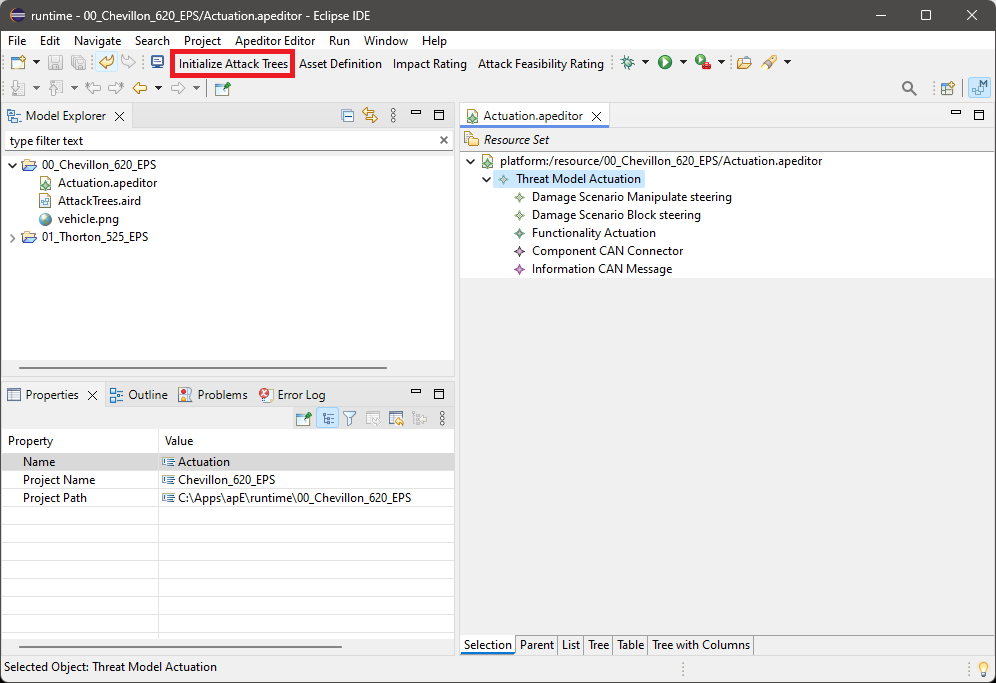 runtime - 00_Chevillon_620_EPS/Actuation.apeditor - Eclipse IDE
File Edit Navigate Search Project Apeditor Editor Run Window Help
Initialize Attack Trees Asset Definition Impact Rating Attack Feasibility Rating
Model Explorer
type filter text
00_Chevillon_620_EPS
Actuation.apeditor
AttackTrees.aird
vehicle.png
01_Thorton_525_EPS
Actuation.apeditor
Resource Set
platform:/resource/00_Chevillon_620_EPS/Actuation.apeditor
Threat Model Actuation
Damage Scenario Manipulate steering
Damage Scenario Block steering
Functionality Actuation
Component CAN Connector
Information CAN Message
Properties Outline Problems Error Log
Property Value
Name Actuation
Project Name Chevillon_620_EPS
Project Path C:\Apps\apE\runtime\00_Chevillon_620_EPS
Selection Parent List Tree Table Tree with Columns
Selected Object: Threat Model Actuation